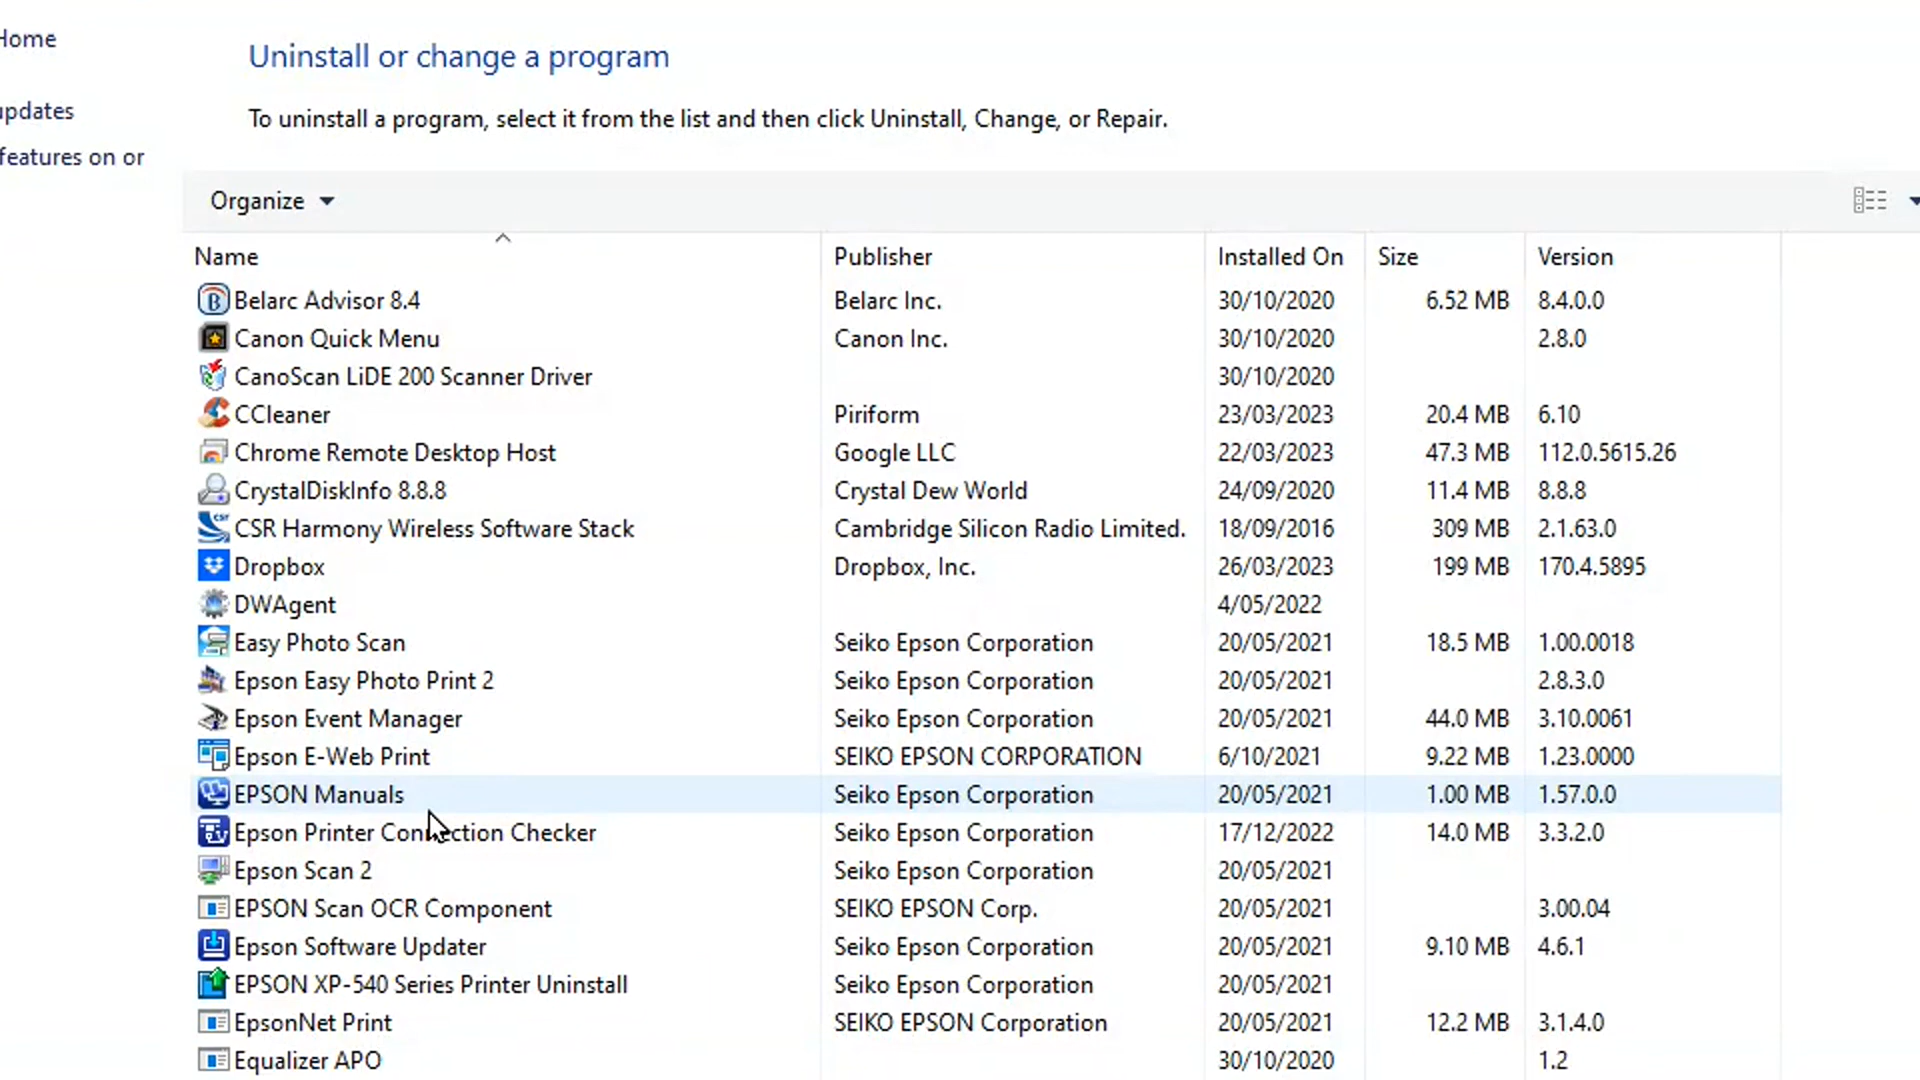 Home
Uninstall or change a program
updates
To uninstall a program, select it from the list and then click Uninstall, Change, or Repair.
features on or
Organize
Name Publisher Installed On Size Version
Belarc Advisor 8.4 Belarc Inc. 30/10/2020 6.52 MB 8.4.0.0
Canon Quick Menu Canon Inc. 30/10/2020 2.8.0
CanoScan LiDE 200 Scanner Driver 30/10/2020
CCleaner Piriform 23/03/2023 20.4 MB 6.10
Chrome Remote Desktop Host Google LLC 22/03/2023 47.3 MB 112.0.5615.26
CrystalDiskInfo 8.8.8 Crystal Dew World 24/09/2020 11.4 MB 8.8.8
CSR Harmony Wireless Software Stack Cambridge Silicon Radio Limited. 18/09/2016 309 MB 2.1.63.0
Dropbox Dropbox, Inc. 26/03/2023 199 MB 170.4.5895
DWAgent 4/05/2022
Easy Photo Scan Seiko Epson Corporation 20/05/2021 18.5 MB 1.00.0018
Epson Easy Photo Print 2 Seiko Epson Corporation 20/05/2021 2.8.3.0
Epson Event Manager Seiko Epson Corporation 20/05/2021 44.0 MB 3.10.0061
Epson E-Web Print SEIKO EPSON CORPORATION 6/10/2021 9.22 MB 1.23.0000
EPSON Manuals Seiko Epson Corporation 20/05/2021 1.00 MB 1.57.0.0
Epson Printer Connection Checker Seiko Epson Corporation 17/12/2022 14.0 MB 3.3.2.0
Epson Scan 2 Seiko Epson Corporation 20/05/2021
EPSON Scan OCR Component SEIKO EPSON Corp. 20/05/2021 3.00.04
Epson Software Updater Seiko Epson Corporation 20/05/2021 9.10 MB 4.6.1
EPSON XP-540 Series Printer Uninstall Seiko Epson Corporation 20/05/2021
EpsonNet Print SEIKO EPSON Corporation 20/05/2021 12.2 MB 3.1.4.0
Equalizer APO 30/10/2020 1.2